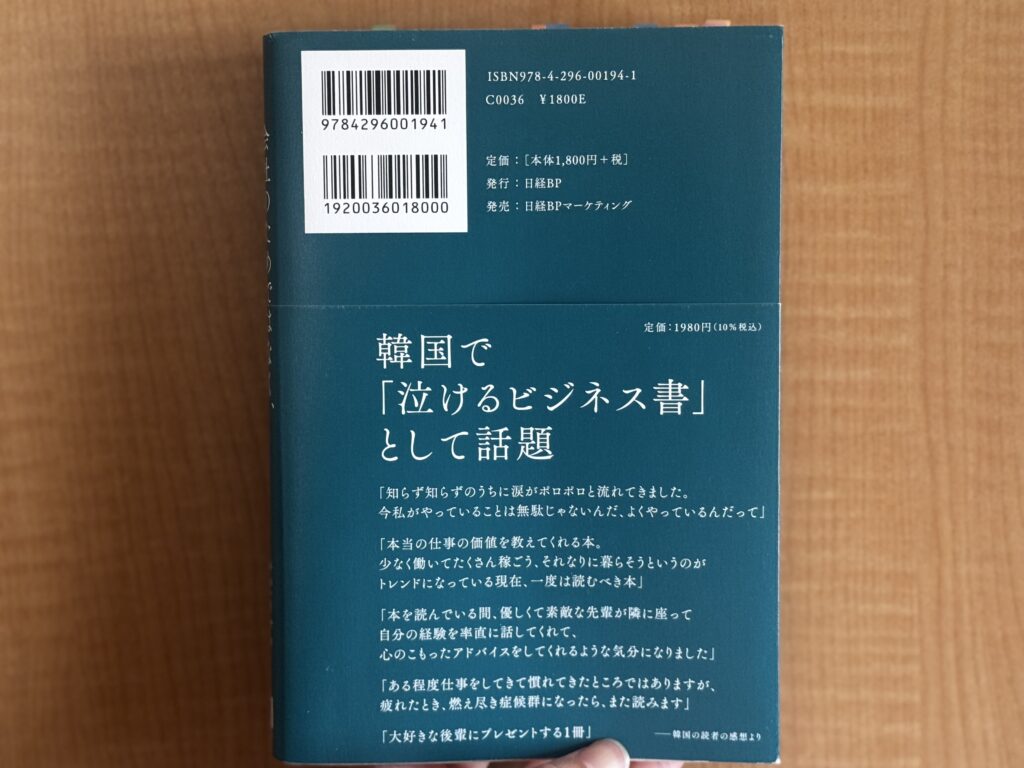 9784296001941
1920036018000
ISBN978-4-296-00194-1
C0036 ¥1800E
定価：[本体1,800円＋税]
発行：日経BP
発売：日経BPマーケティング
定価：1980円（10％税込）
韓国で
「泣けるビジネス書」
として話題
「知らず知らずのうちに涙がポロポロと流れてきました。
今私がやっていることは無駄じゃないんだ、よくやっているんだって」
「本当の仕事の価値を教えてくれる本。
少なく働いてたくさん稼ごう、それなりに暮らそうというのが
トレンドになっている現在、一度は読むべき本」
「本を読んでいる間、優しくて素敵な先輩が隣に座って
自分の経験を率直に話してくれて、
心のこもったアドバイスをしてくれるような気分になりました」
「ある程度仕事をしてきて慣れてきたところではありますが、
疲れたとき、燃え尽き症候群になったら、また読みます」
「大好きな後輩にプレゼントする1冊」
——韓国の読者の感想より